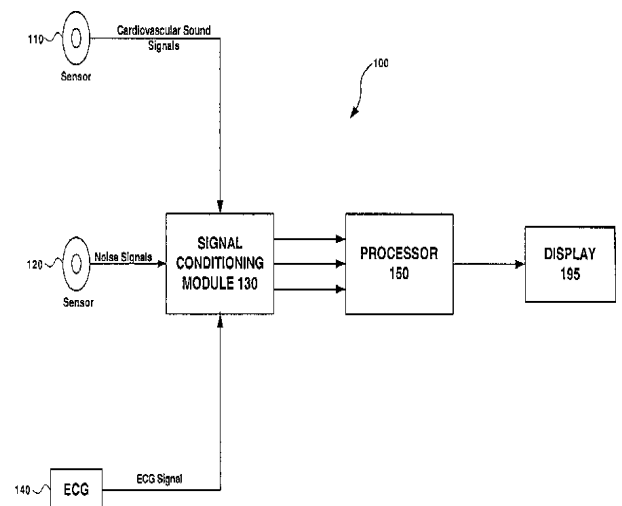 110
Cardiovascular Sound
Signals
Sensor
100
120
Noise Signals
Sensor
SIGNAL
CONDITIONING
MODULE 130
PROCESSOR
150
DISPLAY
195
140
ECG
ECG Signal